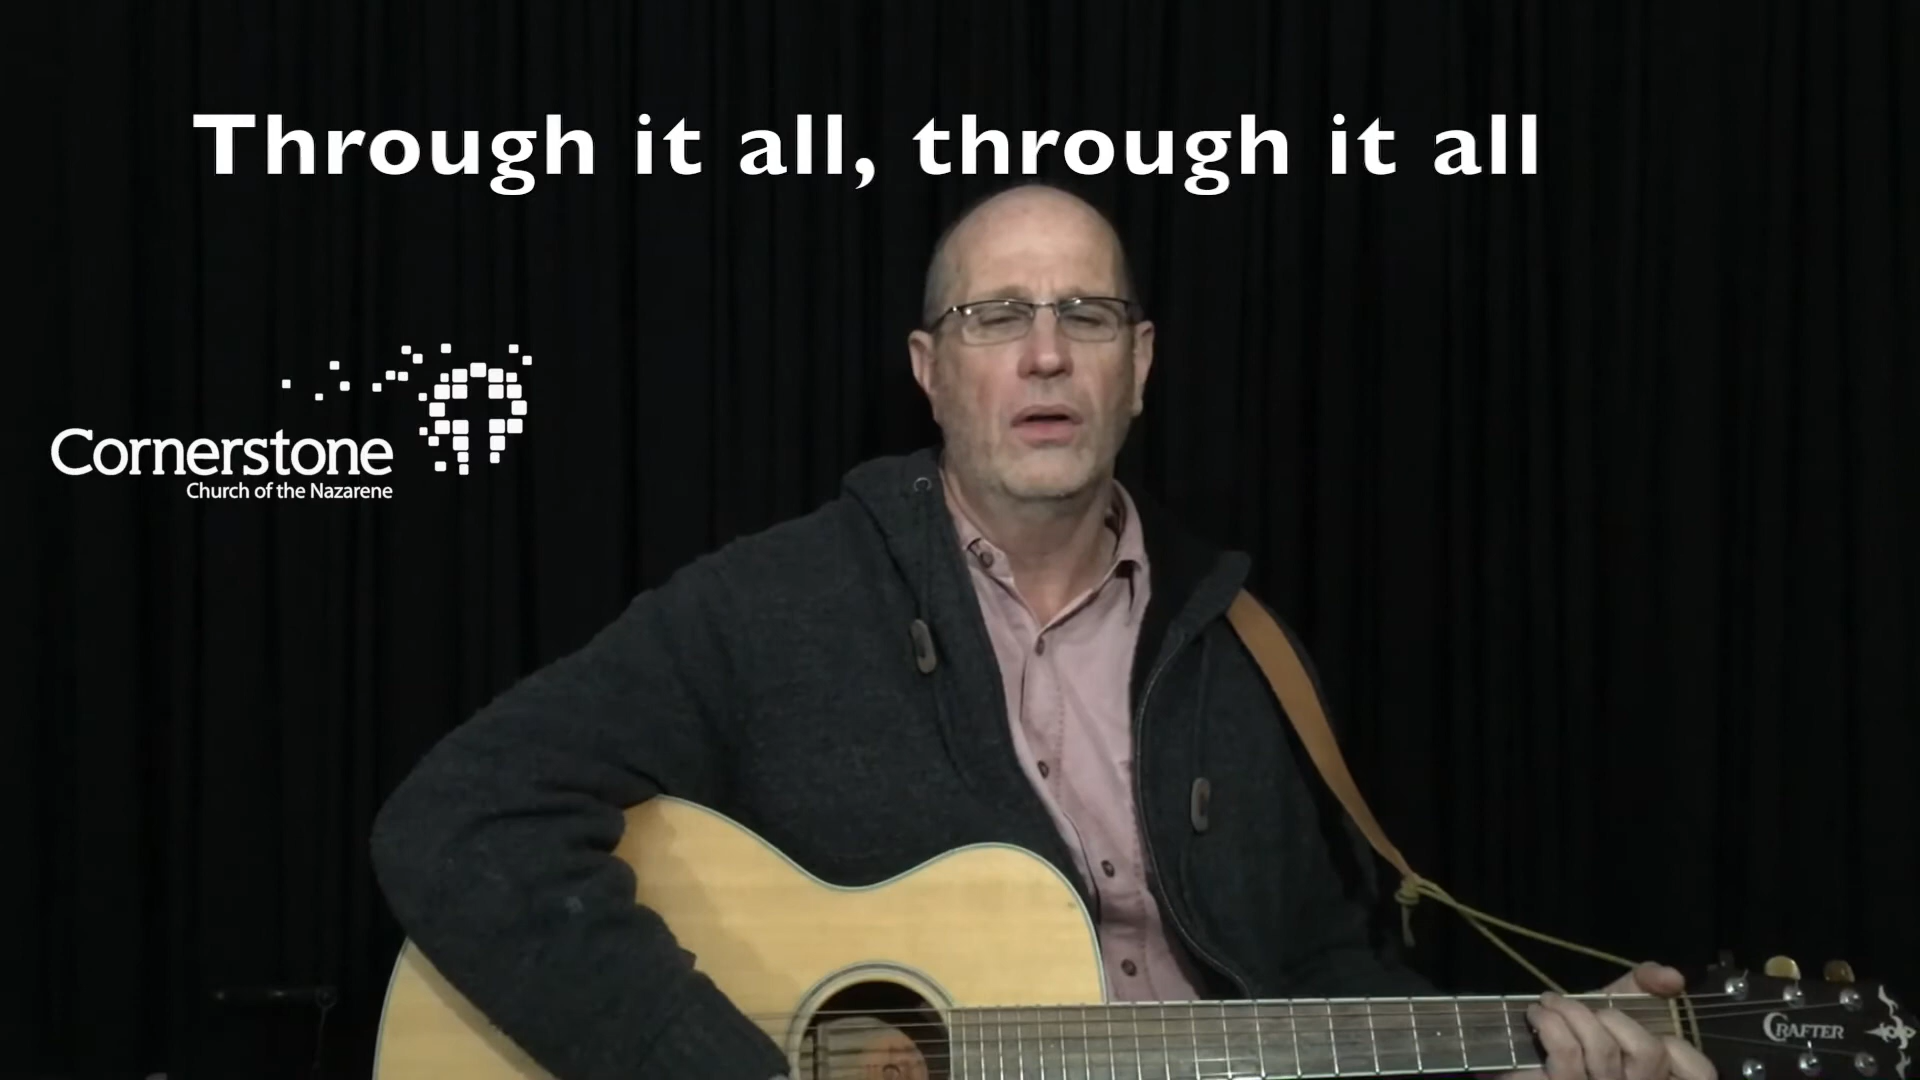 Through it all, through it all
Cornerstone
Church of the Nazarene
CRAFTER